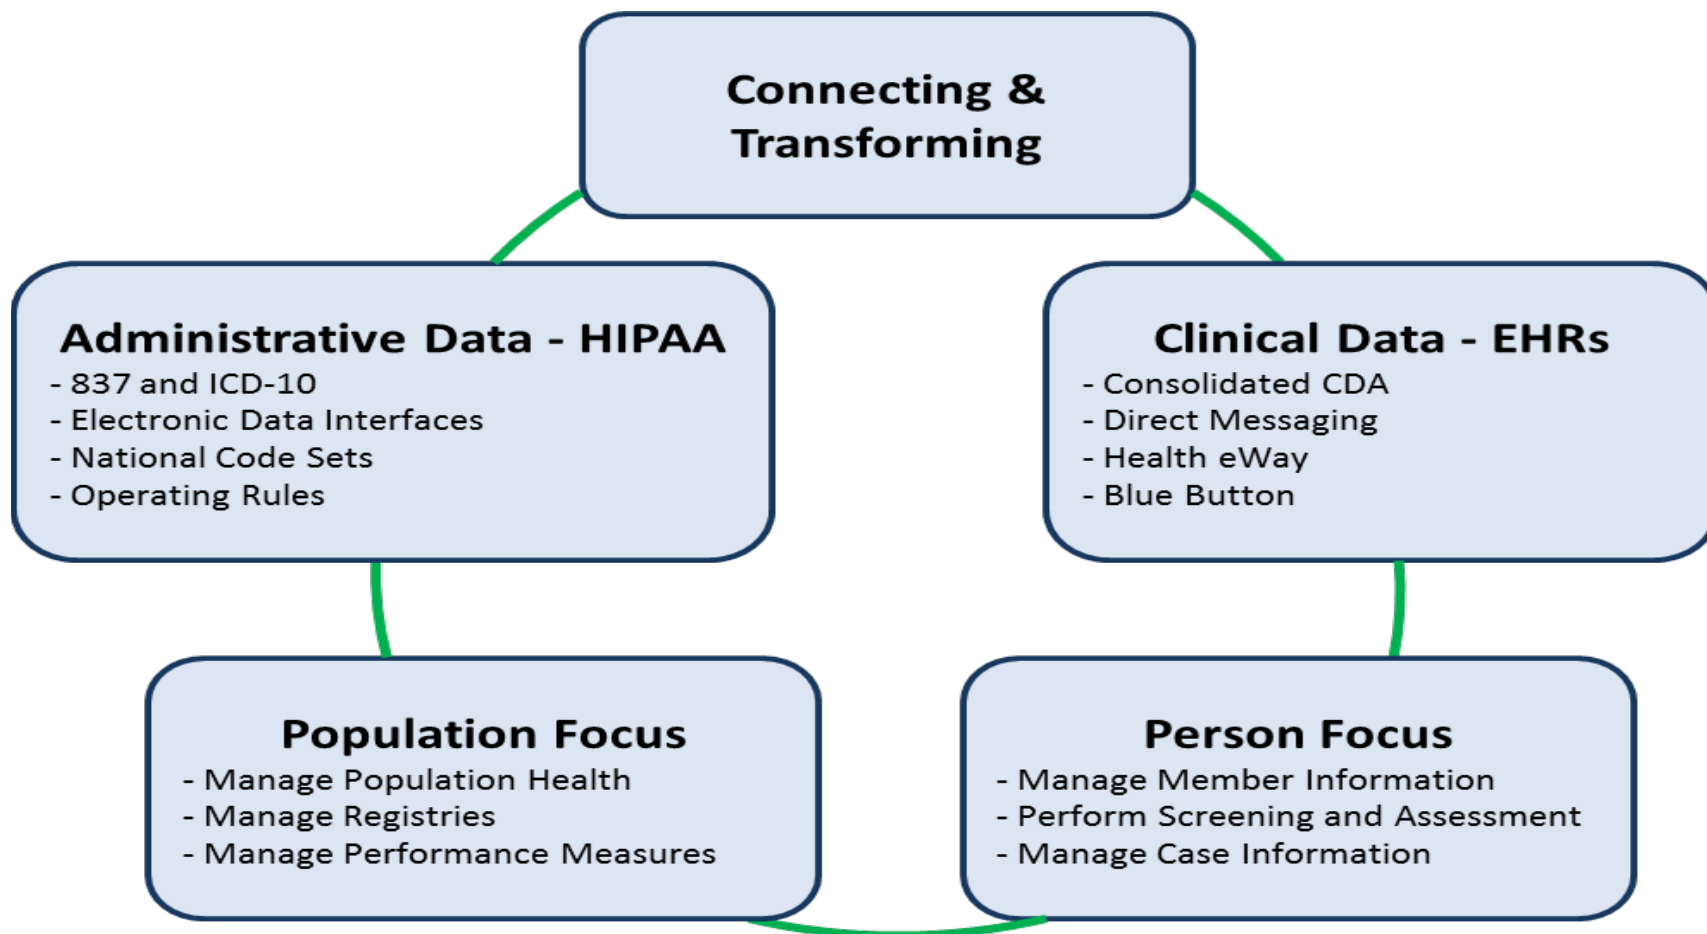 Connecting &
Transforming
Administrative Data - HIPAA
- 837 and ICD-10
- Electronic Data Interfaces
- National Code Sets
- Operating Rules
Clinical Data - EHRs
- Consolidated CDA
- Direct Messaging
- Health eWay
- Blue Button
Population Focus
- Manage Population Health
- Manage Registries
- Manage Performance Measures
Person Focus
- Manage Member Information
- Perform Screening and Assessment
- Manage Case Information